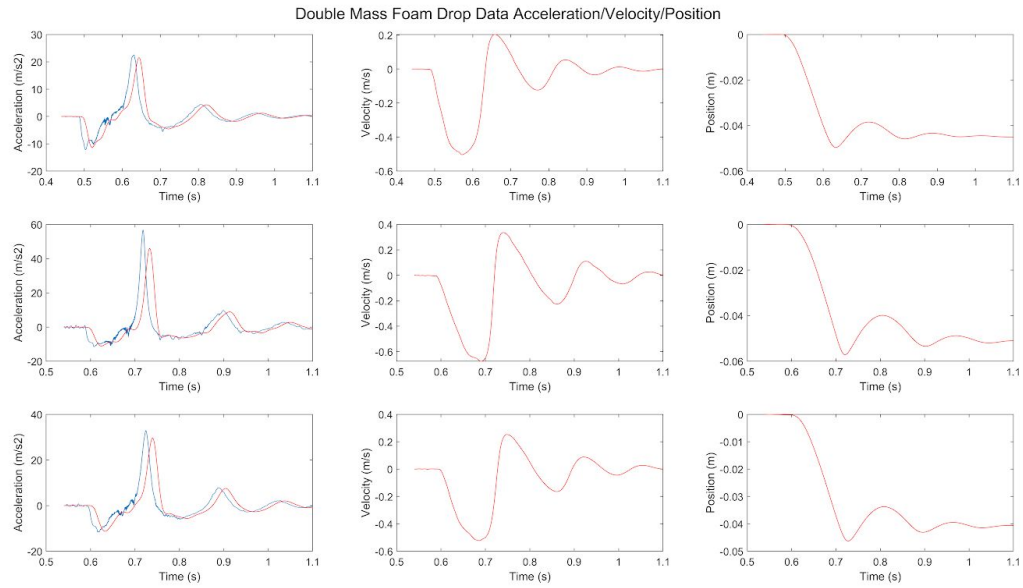 Double Mass Foam Drop Data Acceleration/Velocity/Position
30
20
10
0
-10
-20
Acceleration (m/s2)
0.4 0.5 0.6 0.7 0.8 0.9 1 1.1
Time (s)
0.2
0
-0.2
-0.4
-0.6
Velocity (m/s)
0.4 0.5 0.6 0.7 0.8 0.9 1 1.1
Time (s)
0
-0.02
-0.04
-0.06
Position (m)
0.4 0.5 0.6 0.7 0.8 0.9 1 1.1
Time (s)
60
40
20
0
-20
Acceleration (m/s2)
0.5 0.6 0.7 0.8 0.9 1 1.1
Time (s)
0.4
0.2
0
-0.2
-0.4
-0.6
Velocity (m/s)
0.5 0.6 0.7 0.8 0.9 1 1.1
Time (s)
0
-0.02
-0.04
-0.06
Position (m)
0.5 0.6 0.7 0.8 0.9 1 1.1
Time (s)
40
20
0
-20
Acceleration (m/s2)
0.5 0.6 0.7 0.8 0.9 1 1.1
Time (s)
0.4
0.2
0
-0.2
-0.4
-0.6
Velocity (m/s)
0.5 0.6 0.7 0.8 0.9 1 1.1
Time (s)
0
-0.01
-0.02
-0.03
-0.04
-0.05
Position (m)
0.5 0.6 0.7 0.8 0.9 1 1.1
Time (s)